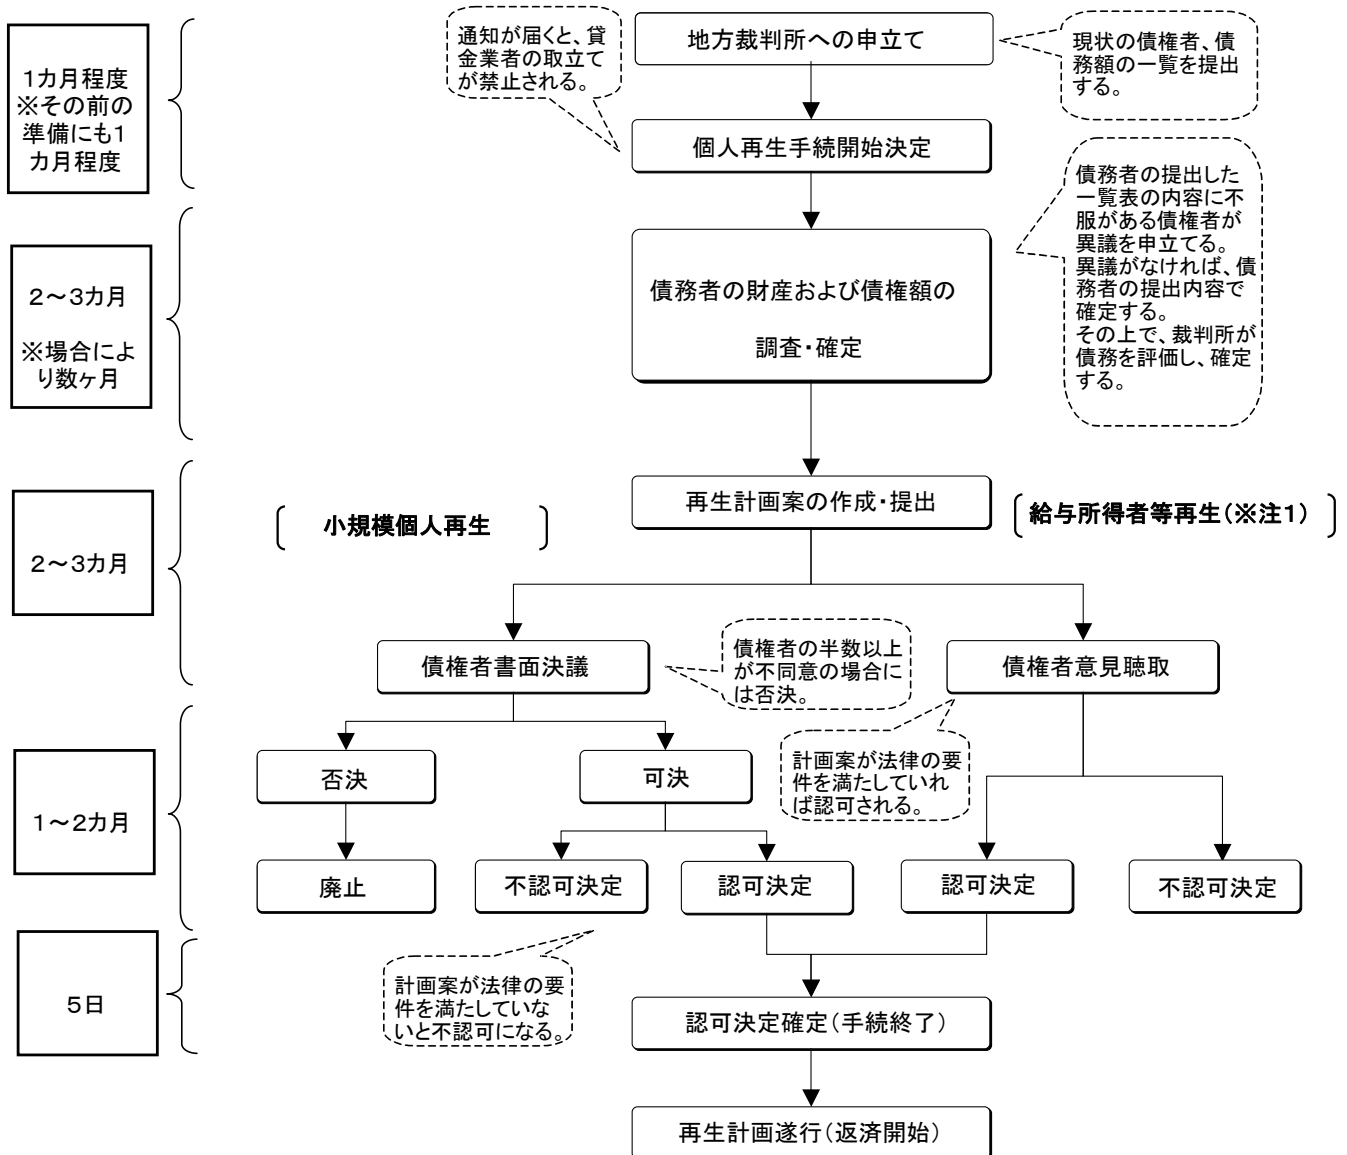 地方裁判所への申立て
通知が届くと、貸
金業者の取立て
が禁止される。
現状の債権者、債
務額の一覧を提出
する。
1カ月程度
※その前の
準備にも1
カ月程度
個人再生手続開始決定
債務者の提出した
一覧表の内容に不
服がある債権者が
異議を申立てる。
異議がなければ、債
務者の提出内容で
確定する。
その上で、裁判所が
債務を評価し、確定
する。
2～3カ月
※場合によ
り数ヶ月
債務者の財産および債権額の
調査・確定
再生計画案の作成・提出
小規模個人再生
給与所得者等再生(※注1)
2～3カ月
債権者書面決議
債権者の半数以上
が不同意の場合に
は否決。
債権者意見聴取
計画案が法律の要
件を満たしていれ
ば認可される。
1～2カ月
否決
可決
廃止
不認可決定
認可決定
認可決定
不認可決定
計画案が法律の要
件を満たしていな
いと不認可になる。
5日
認可決定確定(手続終了)
再生計画遂行(返済開始)